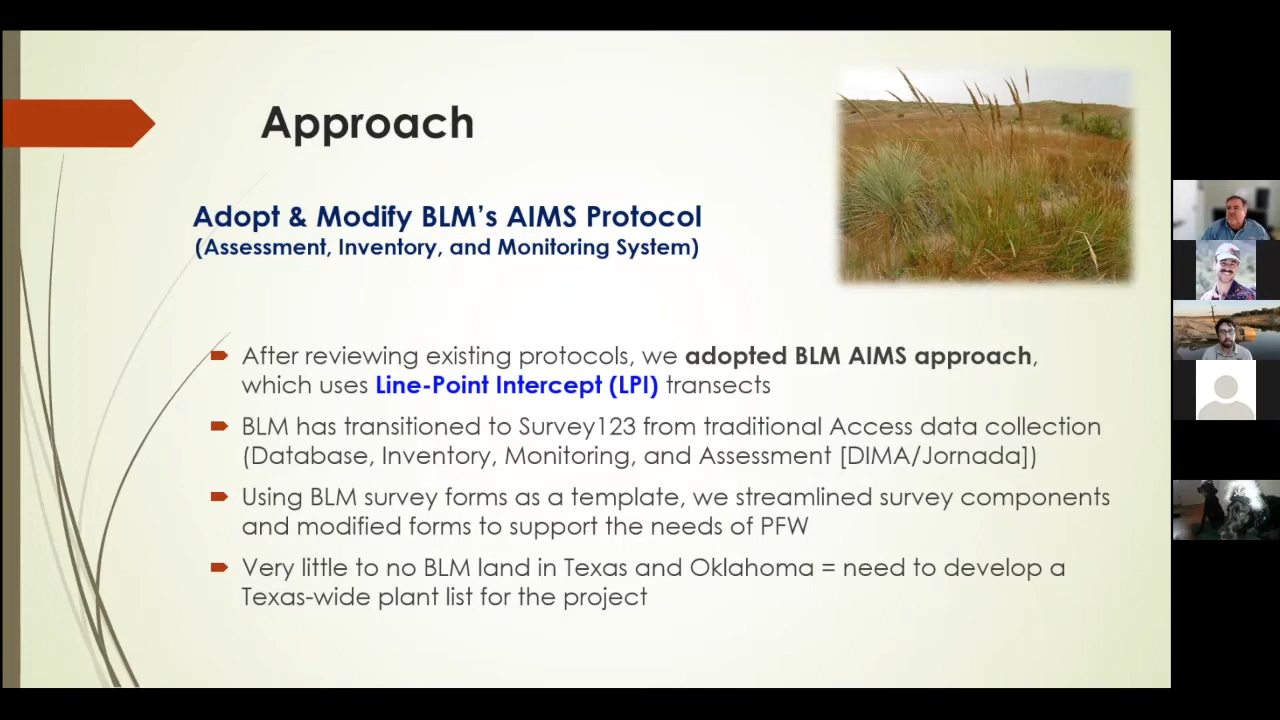 Approach
Adopt & Modify BLM's AIMS Protocol
(Assessment, Inventory, and Monitoring System)
After reviewing existing protocols, we adopted BLM AIMS approach,
which uses Line-Point Intercept (LPI) transects
BLM has transitioned to Survey123 from traditional Access data collection
(Database, Inventory, Monitoring, and Assessment [DIMA/Jornada])
Using BLM survey forms as a template, we streamlined survey components
and modified forms to support the needs of PFW
Very little to no BLM land in Texas and Oklahoma = need to develop a
Texas-wide plant list for the project